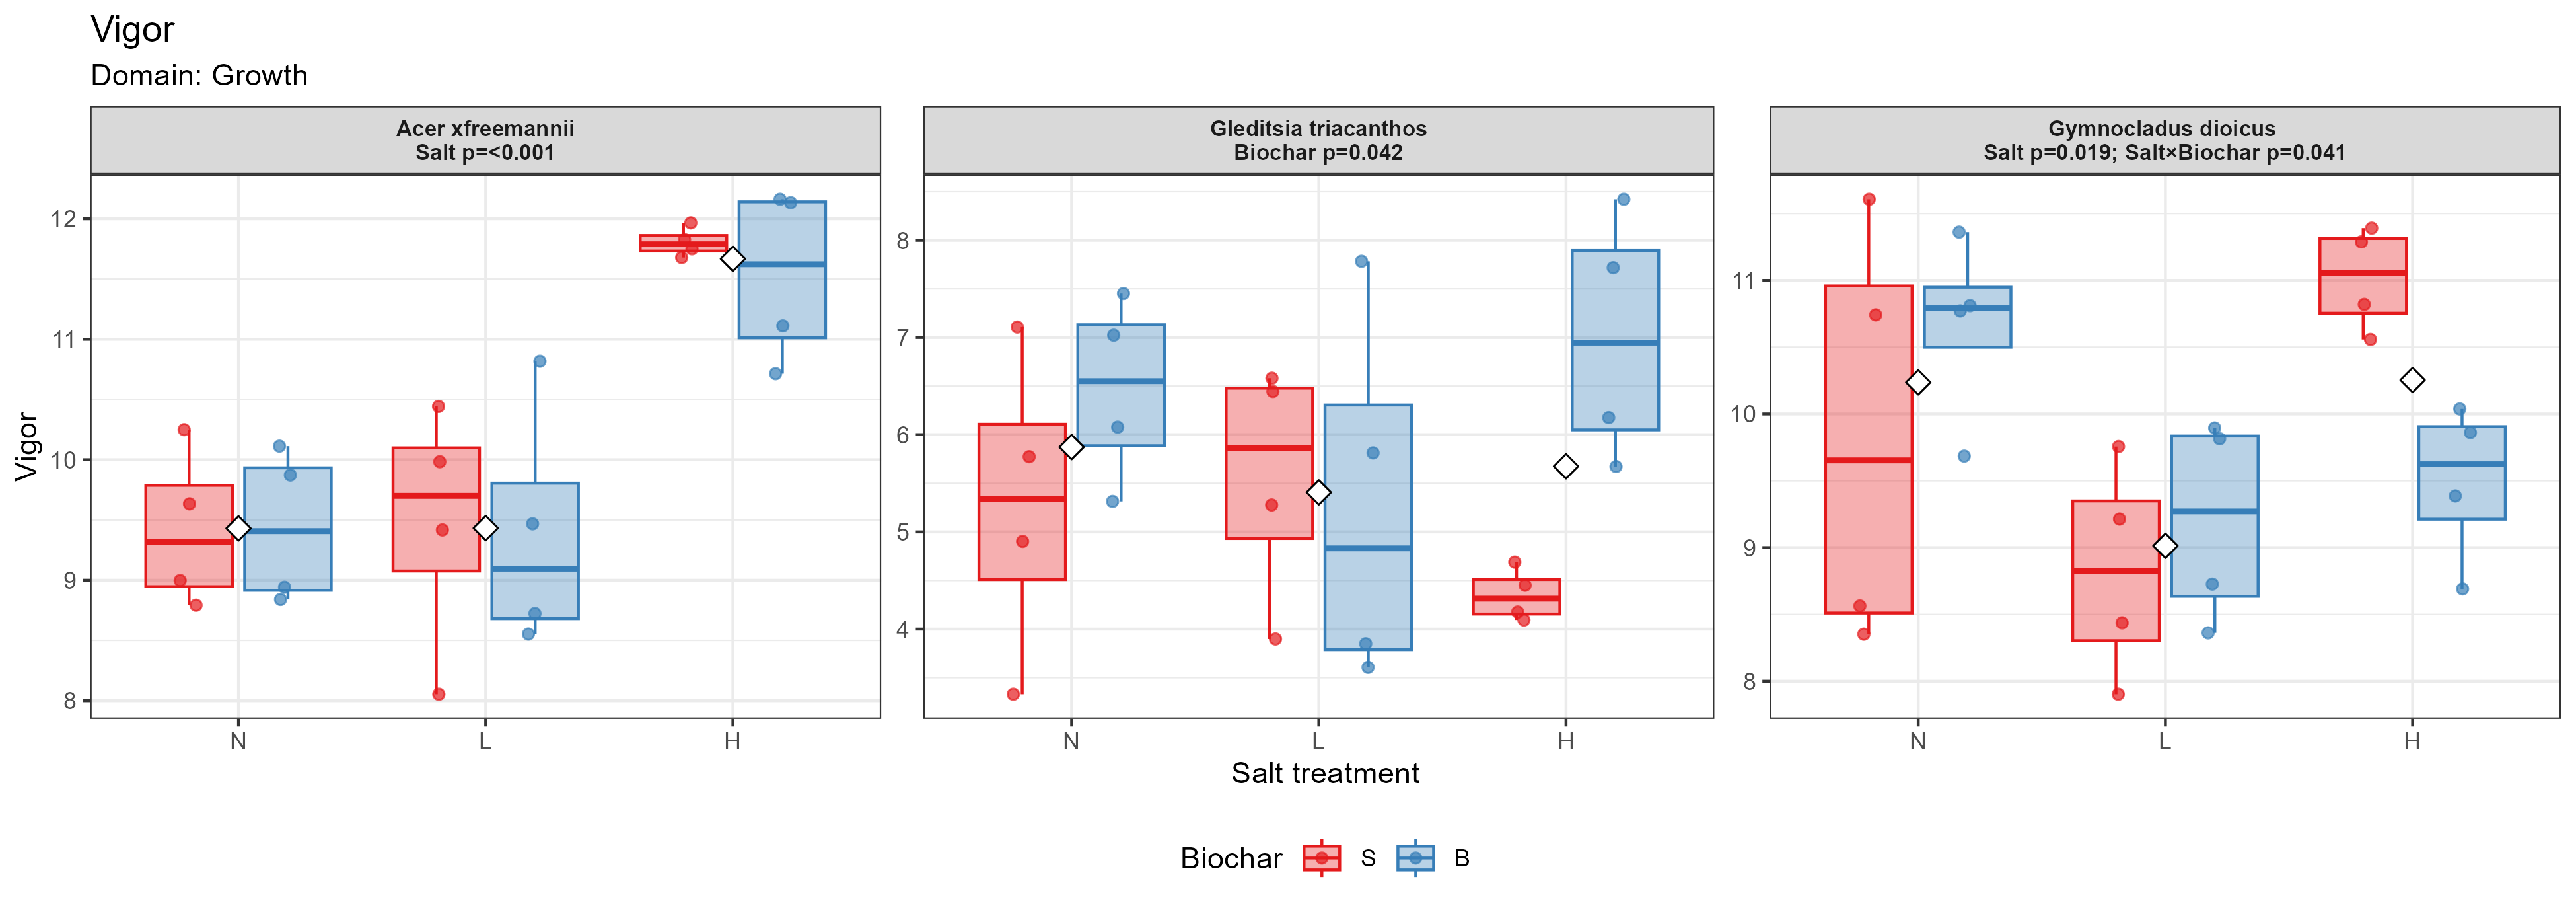 Vigor
Domain: Growth
Acer xfreemannii
Salt p=<0.001
Gleditsia triacanthos
Biochar p=0.042
Gymnocladus dioicus
Salt p=0.019; Salt×Biochar p=0.041
Vigor
12
11
10
9
8
8
7
6
5
4
11
10
9
8
N L H
N L H
N L H
Salt treatment
Biochar S B